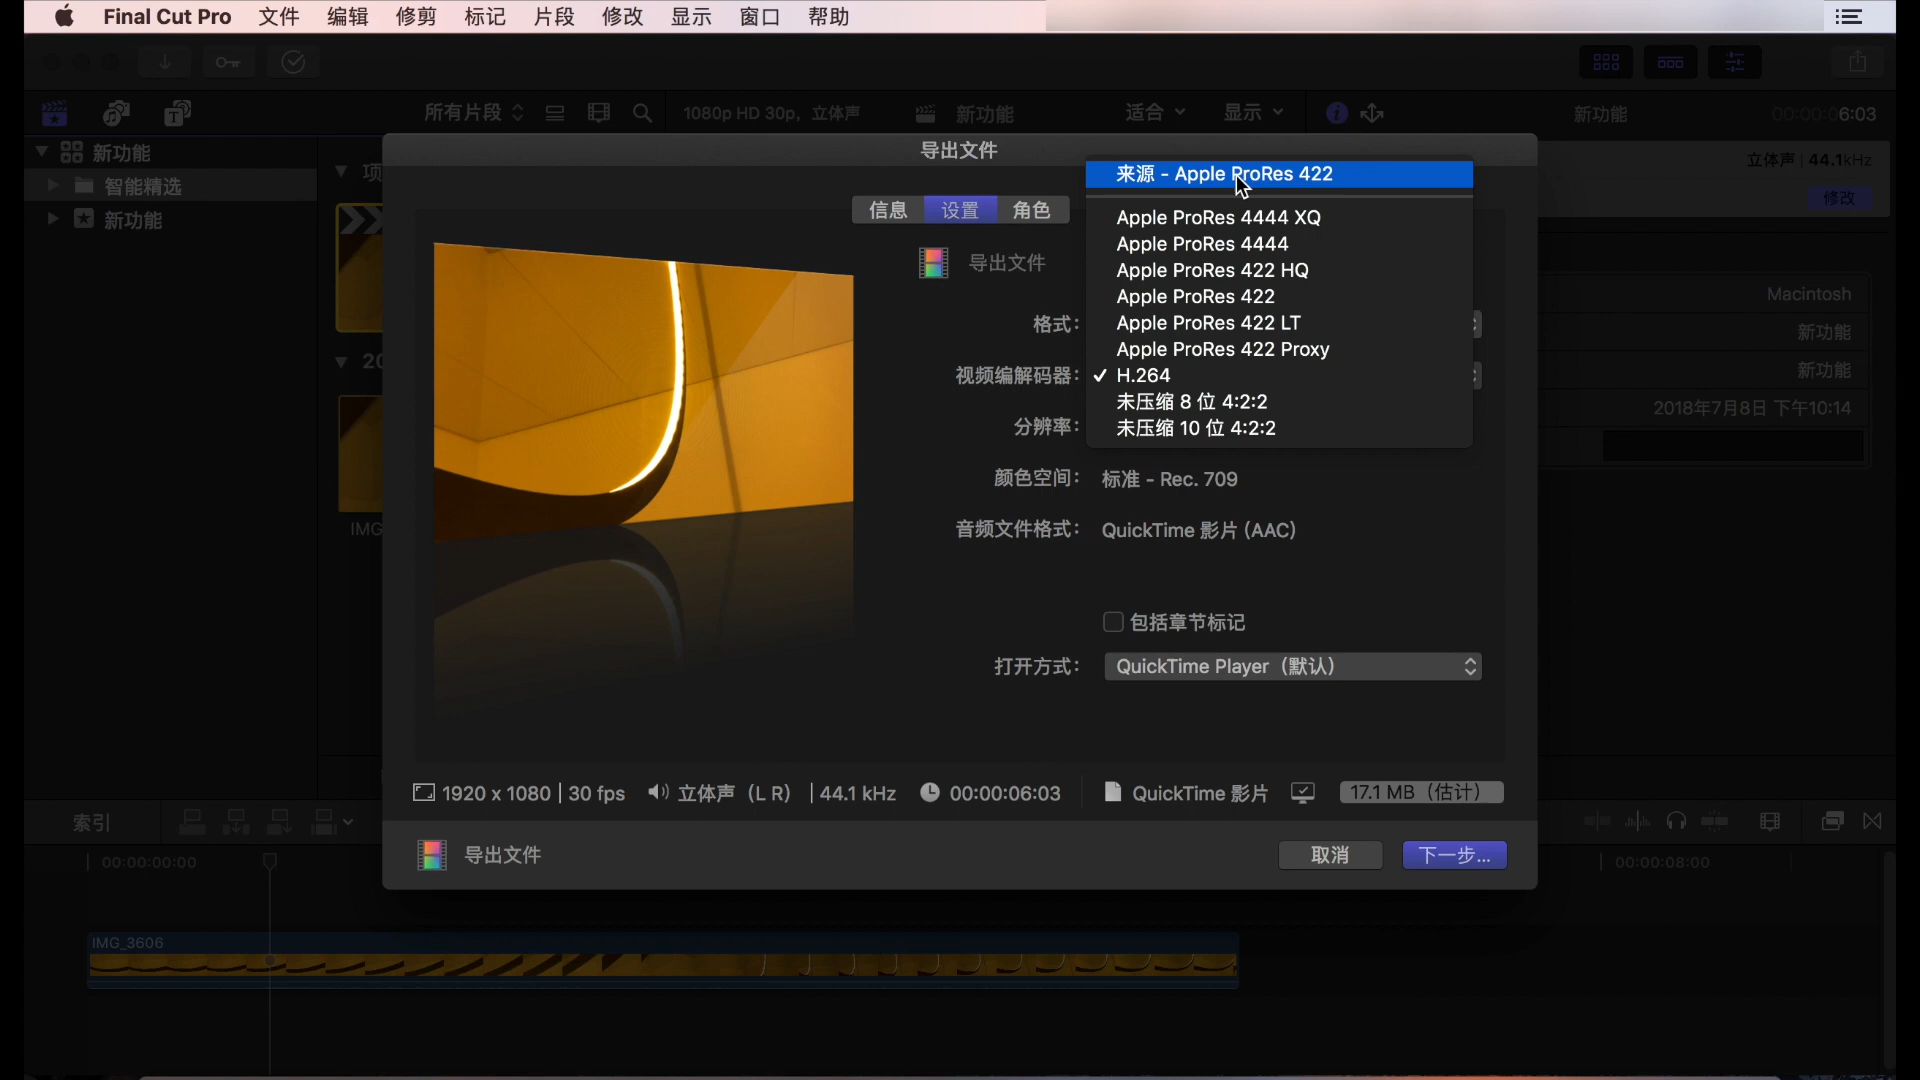 Final Cut Pro 文件 编辑 修剪 标记 片段 修改 显示 窗口 帮助
所有片段 1080p HD 30p，立体声 新功能 适合 显示 新功能 00:00:06:03
新功能
智能精选
新功能
项
20
IMG
立体声 | 44.1kHz
修改
Macintosh
新功能
新功能
2018年7月8日 下午10:14
导出文件
信息 设置 角色
导出文件
格式：
视频编解码器：
来源 - Apple ProRes 422
Apple ProRes 4444 XQ
Apple ProRes 4444
Apple ProRes 422 HQ
Apple ProRes 422
Apple ProRes 422 LT
Apple ProRes 422 Proxy
✓ H.264
未压缩 8 位 4:2:2
未压缩 10 位 4:2:2
分辨率：
颜色空间： 标准 - Rec. 709
音频文件格式： QuickTime 影片 (AAC)
包括章节标记
打开方式： QuickTime Player（默认）
1920 x 1080 | 30 fps 立体声（L R） | 44.1 kHz 00:00:06:03 QuickTime 影片 17.1 MB（估计）
导出文件 取消 下一步...
索引
00:00:00:00 00:00:08:00
IMG_3606